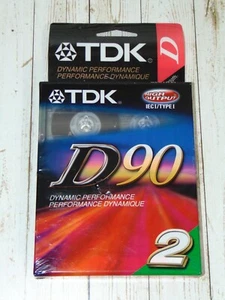 TDK
DYNAMIC PERFORMANCE
PERFORMANCE DYNAMIQUE
D
TDK
HIGH
OUTPUT
IEC I/TYPE I
D90
DYNAMIC PERFORMANCE
PERFORMANCE DYNAMIQUE
2